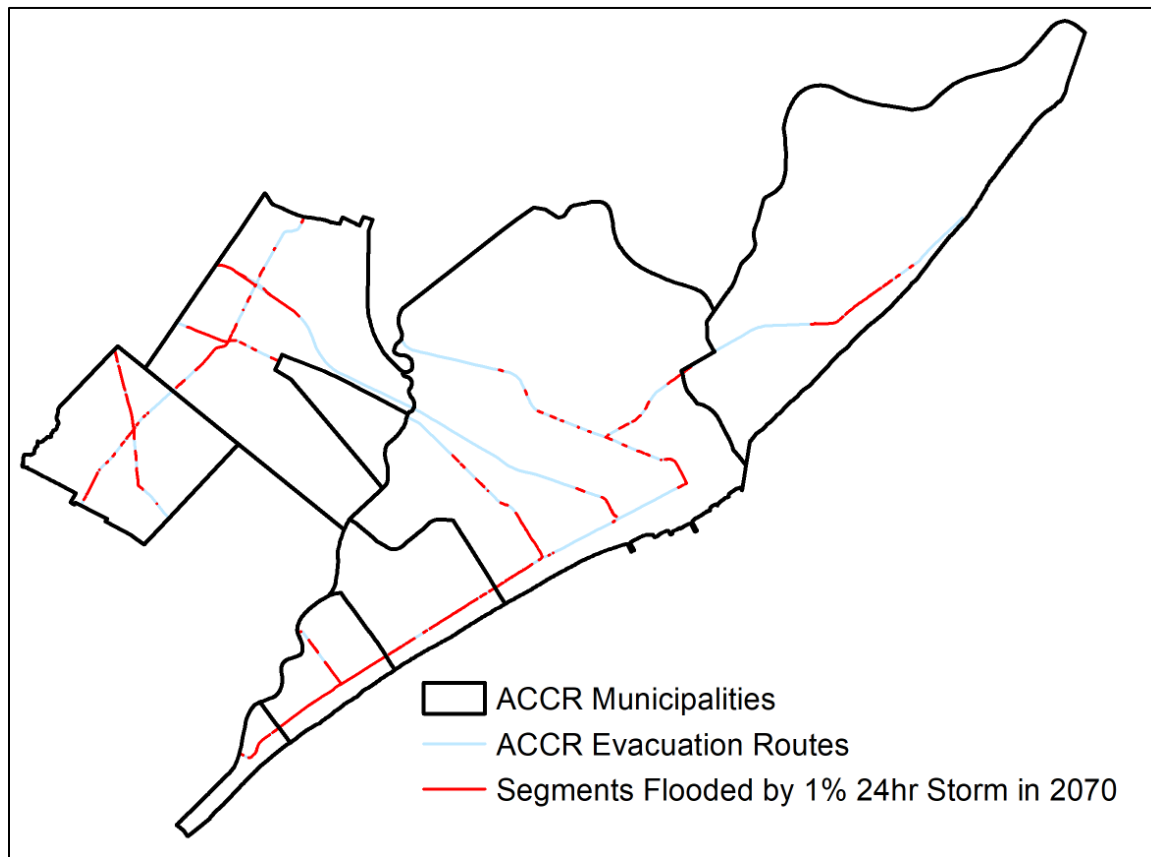 ACCR Municipalities
ACCR Evacuation Routes
Segments Flooded by 1% 24hr Storm in 2070